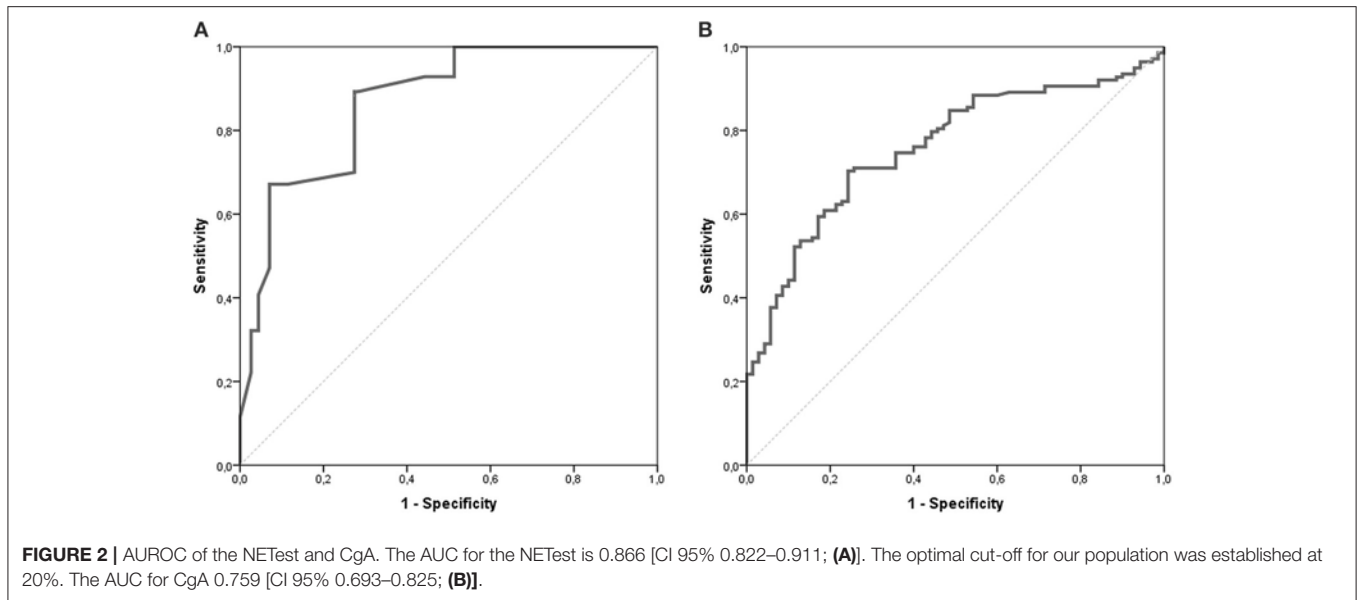 A
B
1,0
0,8
0,6
0,4
0,2
0,0
Sensitivity
0,0 0,2 0,4 0,6 0,8 1,0
1 - Specificity
1,0
0,8
0,6
0,4
0,2
0,0
Sensitivity
0,0 0,2 0,4 0,6 0,8 1,0
1 - Specificity
FIGURE 2 | AUROC of the NETest and CgA. The AUC for the NETest is 0.866 [CI 95% 0.822–0.911; (A)]. The optimal cut-off for our population was established at
20%. The AUC for CgA 0.759 [CI 95% 0.693–0.825; (B)].